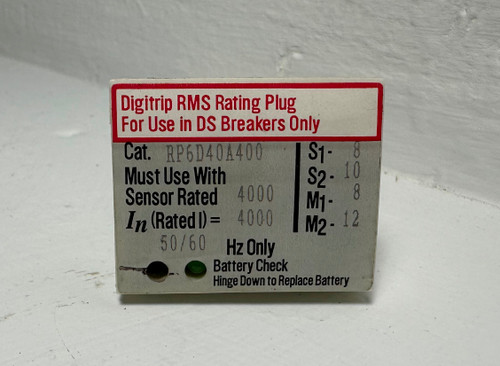 Digitrip RMS Rating Plug
For Use in DS Breakers Only
Cat. RP6D40A400
Must Use With
Sensor Rated 4000
In (Rated I) = 4000
50/60 Hz Only
S1- 8
S2- 10
M1- 8
M2- 12
Battery Check
Hinge Down to Replace Battery